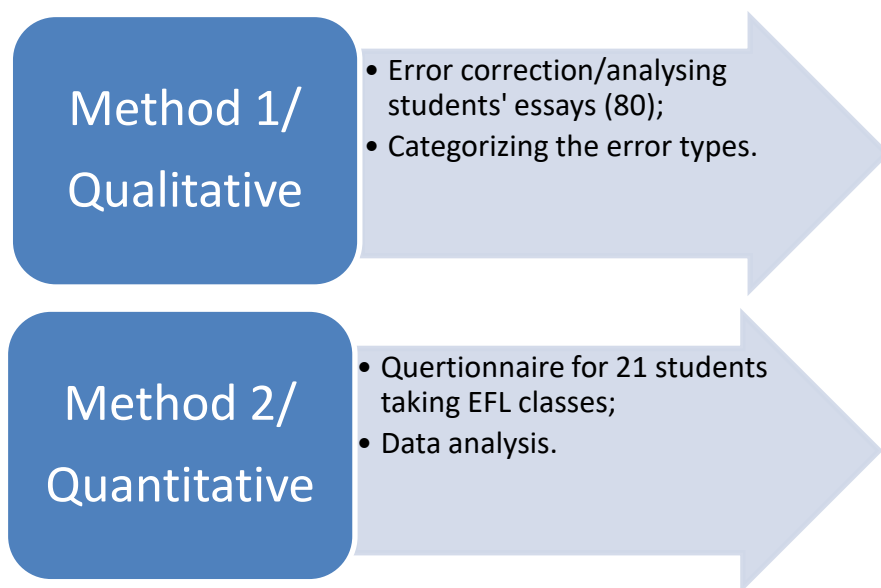 Method 1/
Qualitative
• Error correction/analysing
students' essays (80);
• Categorizing the error types.
Method 2/
Quantitative
• Quertionnaire for 21 students
taking EFL classes;
• Data analysis.